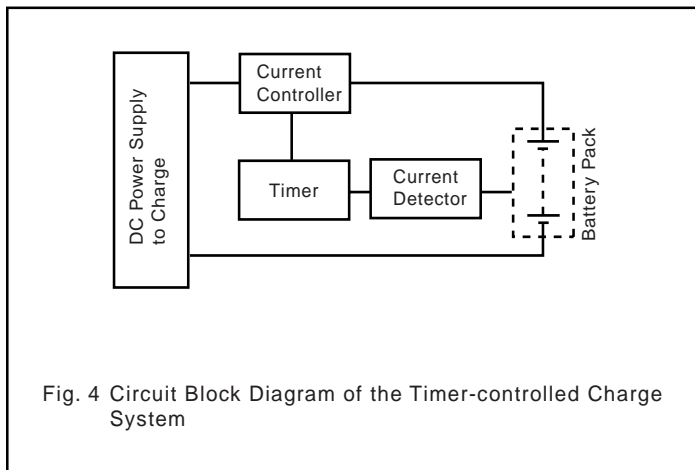 DC Power Supply
to Charge
Current
Controller
Timer
Current
Detector
Battery Pack
Fig. 4 Circuit Block Diagram of the Timer-controlled Charge
System